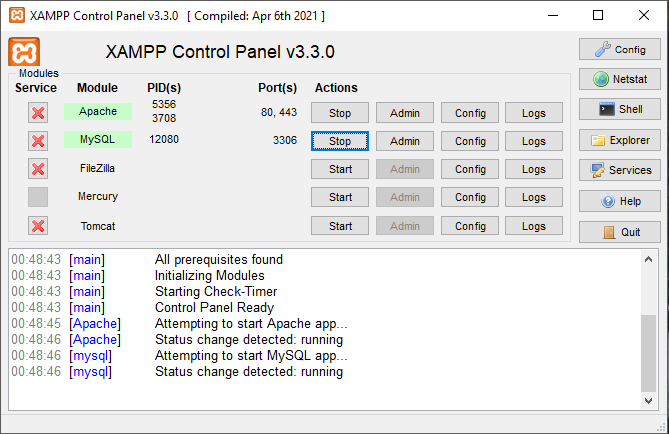 XAMPP Control Panel v3.3.0 [ Compiled: Apr 6th 2021 ]
XAMPP Control Panel v3.3.0
Modules
Service Module PID(s) Port(s) Actions
Apache 5356 3708 80, 443 Stop Admin Config Logs
MySQL 12080 3306 Stop Admin Config Logs
FileZilla Start Admin Config Logs
Mercury Start Admin Config Logs
Tomcat Start Admin Config Logs
Config
Netstat
Shell
Explorer
Services
Help
Quit
00:48:43 [main] All prerequisites found
00:48:43 [main] Initializing Modules
00:48:43 [main] Starting Check-Timer
00:48:43 [main] Control Panel Ready
00:48:45 [Apache] Attempting to start Apache app...
00:48:46 [Apache] Status change detected: running
00:48:46 [mysql] Attempting to start MySQL app...
00:48:46 [mysql] Status change detected: running